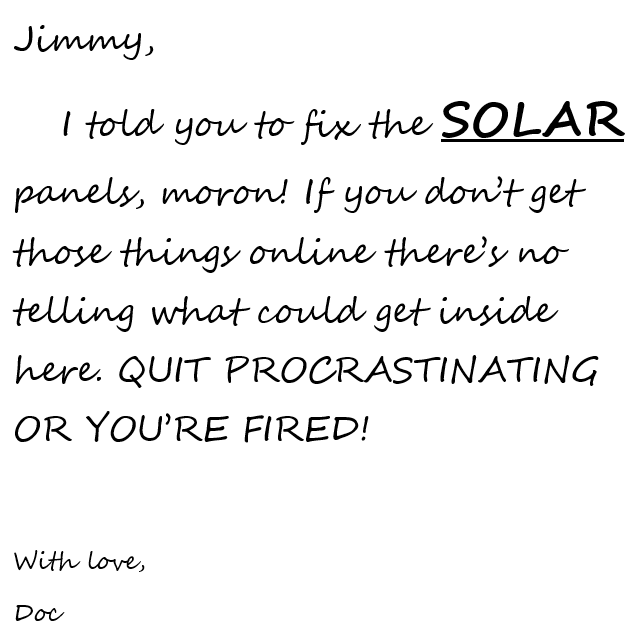 Jimmy,
I told you to fix the SOLAR
panels, moron! If you don’t get
those things online there’s no
telling what could get inside
here. QUIT PROCRASTINATING
OR YOU’RE FIRED!
With love,
Doc